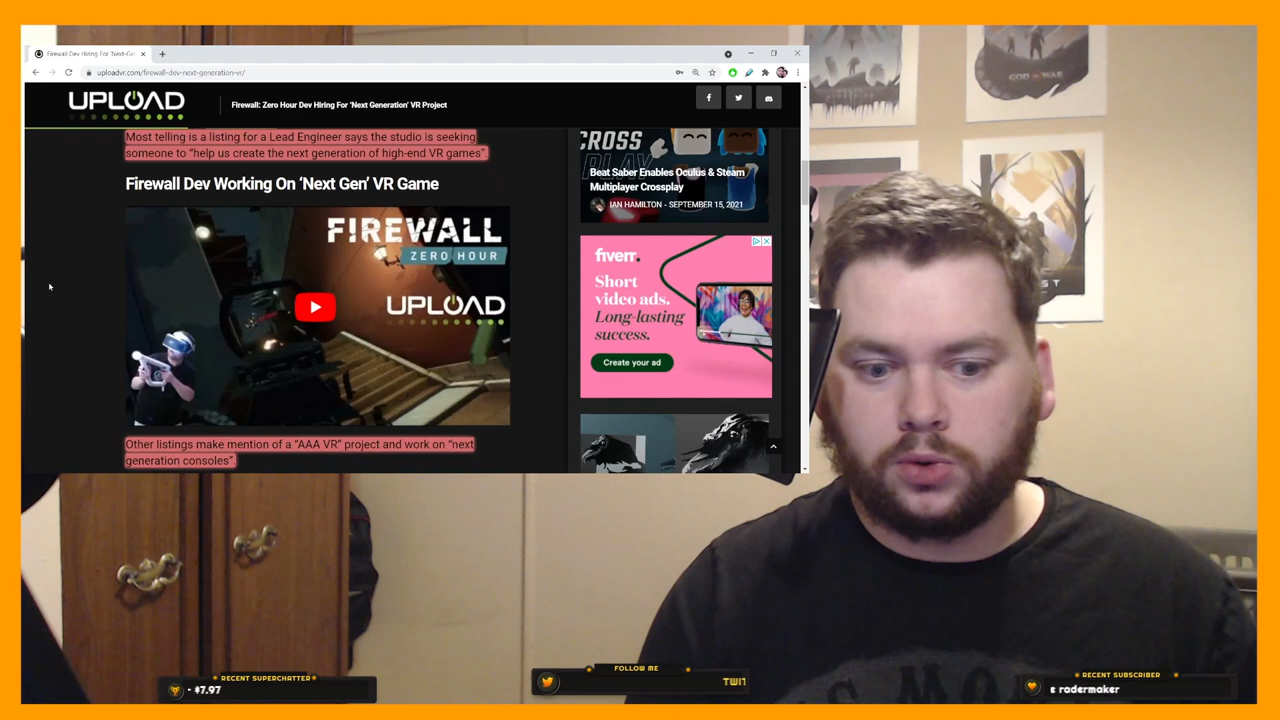 Firewall Dev Hiring For 'Next-Ge
uploadvr.com/firewall-dev-next-generation-vr/
UPLOAD
Firewall: Zero Hour Dev Hiring For 'Next Generation' VR Project
Most telling is a listing for a Lead Engineer says the studio is seeking
someone to "help us create the next generation of high-end VR games".
Firewall Dev Working On 'Next Gen' VR Game
FIREWALL
ZERO HOUR
UPLOAD
Other listings make mention of a "AAA VR" project and work on "next
generation consoles".
CROSS
PLAY
Beat Saber Enables Oculus & Steam
Multiplayer Crossplay
IAN HAMILTON - SEPTEMBER 15, 2021
fiverr.
Short
video ads.
Long-lasting
success.
Create your ad
GOD OF WAR
RECENT SUPERCHATTER
- $7.97
FOLLOW ME
TWIT
RECENT SUBSCRIBER
rademaker